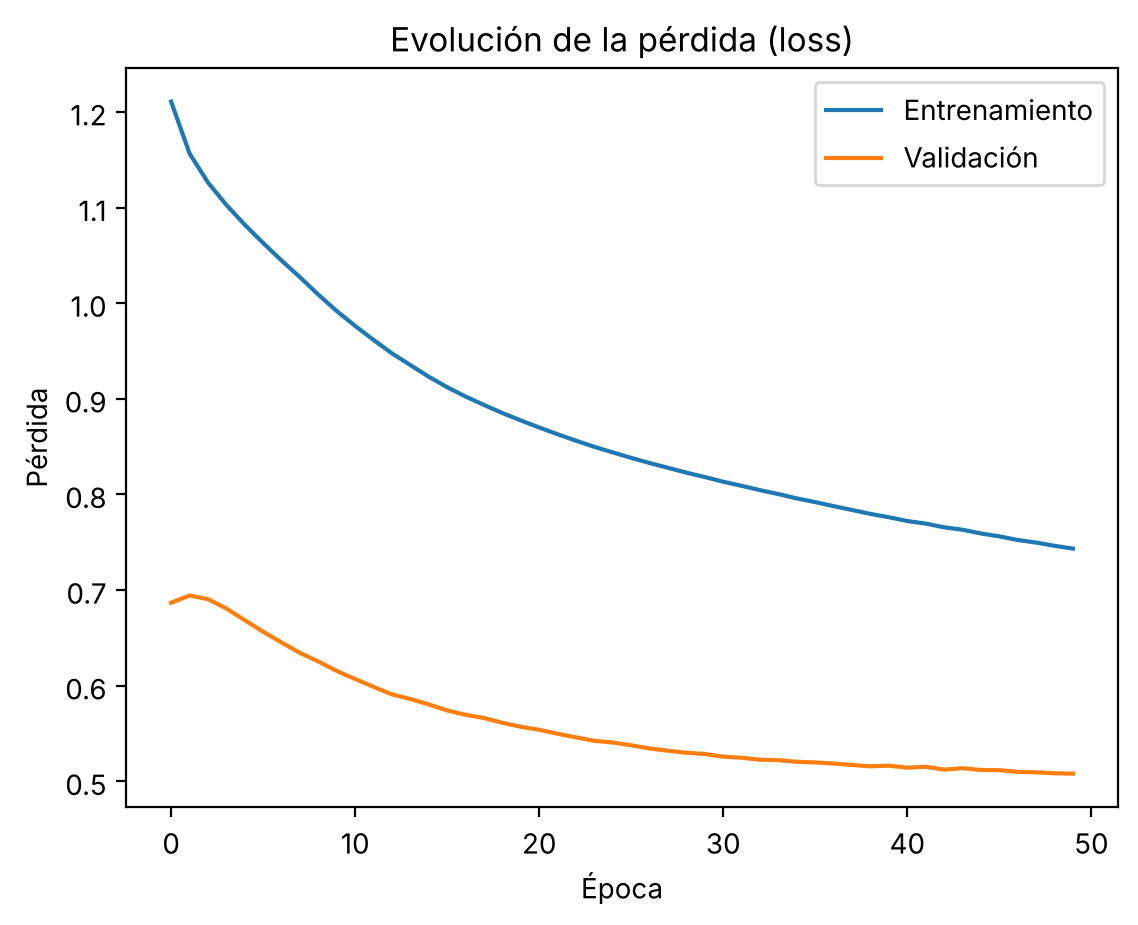 Evolución de la pérdida (loss)
Entrenamiento
Validación
Pérdida
1.2
1.1
1.0
0.9
0.8
0.7
0.6
0.5
0 10 20 30 40 50
Época